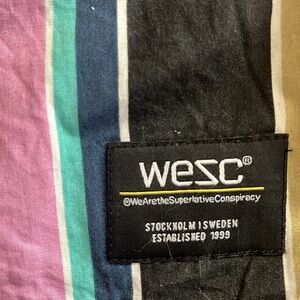 wesc®
@WeAretheSuperlativeConspiracy
STOCKHOLM | SWEDEN
ESTABLISHED 1999